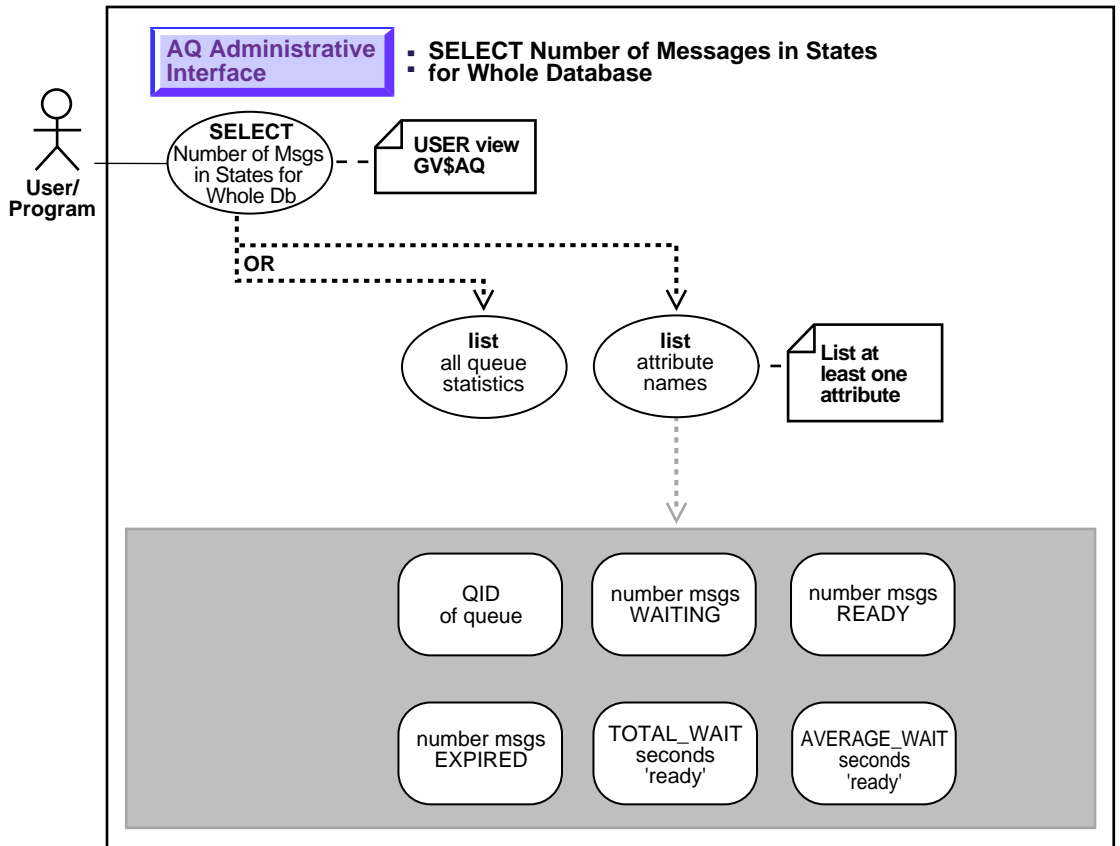 AQ Administrative
Interface
: SELECT Number of Messages in States
: for Whole Database
User/
Program
SELECT
Number of Msgs
in States for
Whole Db
USER view
GV$AQ
OR
list
all queue
statistics
list
attribute
names
List at
least one
attribute
QID
of queue
number msgs
WAITING
number msgs
READY
number msgs
EXPIRED
TOTAL_WAIT
seconds
'ready'
AVERAGE_WAIT
seconds
'ready'